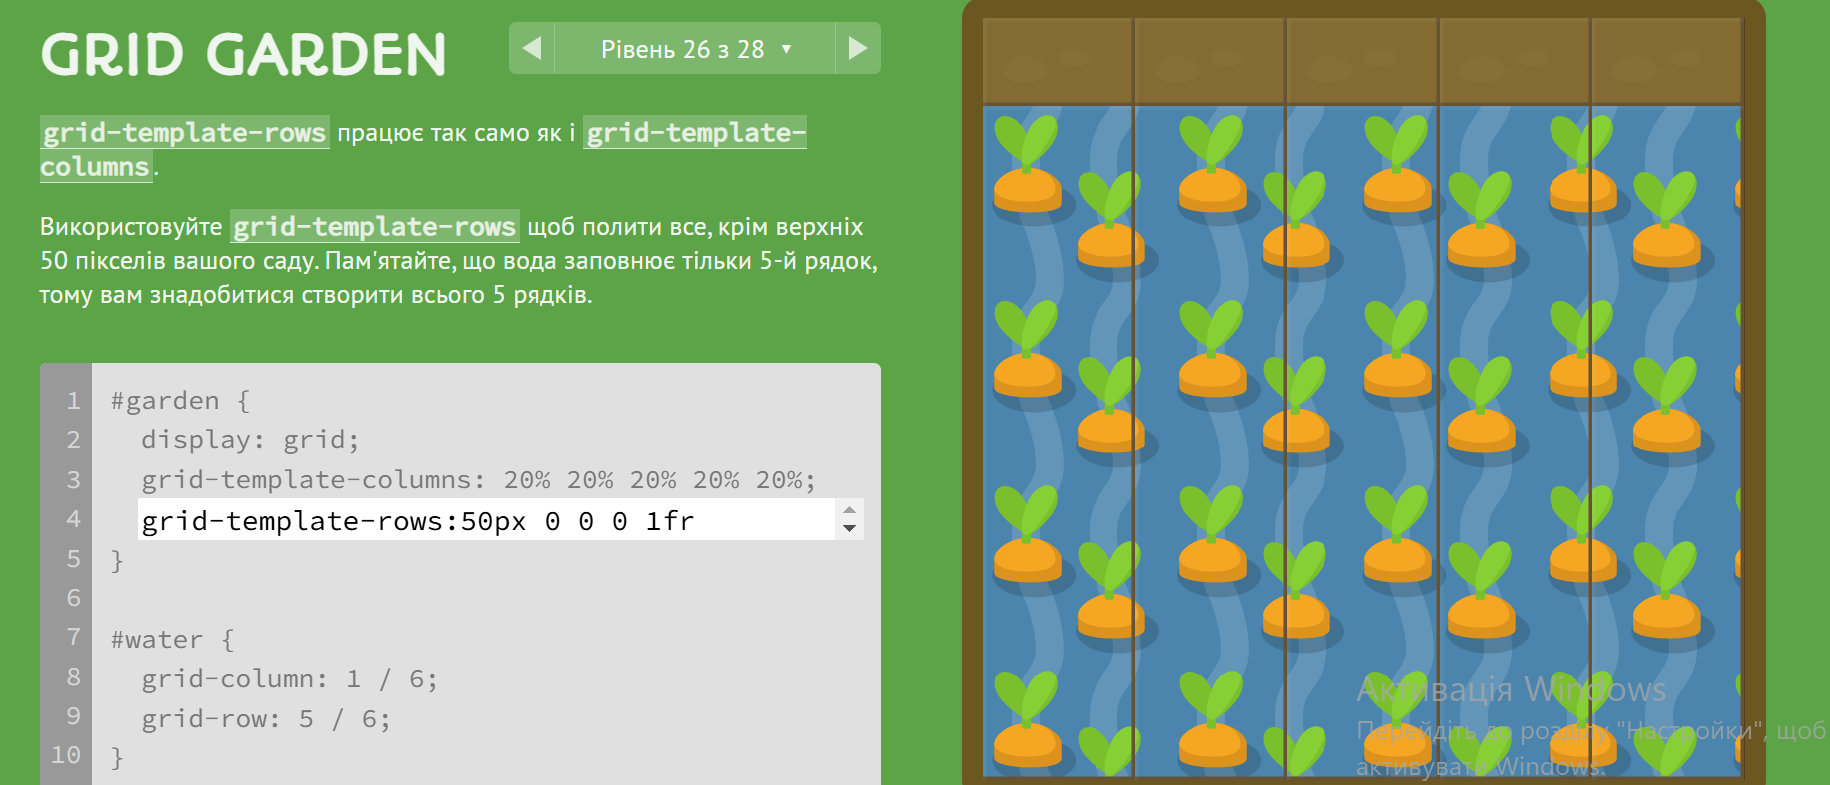 GRID GARDEN
Рівень 26 з 28 ▼
grid-template-rows працює так само як і grid-template-
columns.
Використовуйте grid-template-rows щоб полити все, крім верхніх
50 пікселів вашого саду. Пам'ятайте, що вода заповнює тільки 5-й рядок,
тому вам знадобитися створити всього 5 рядків.
1 #garden {
2 display: grid;
3 grid-template-columns: 20% 20% 20% 20% 20%;
4 grid-template-rows:50px 0 0 0 1fr
5 }
6
7 #water {
8 grid-column: 1 / 6;
9 grid-row: 5 / 6;
10 }
Активація Windows
Перейдіть до розділу "Настройки", щоб
активувати Windows.